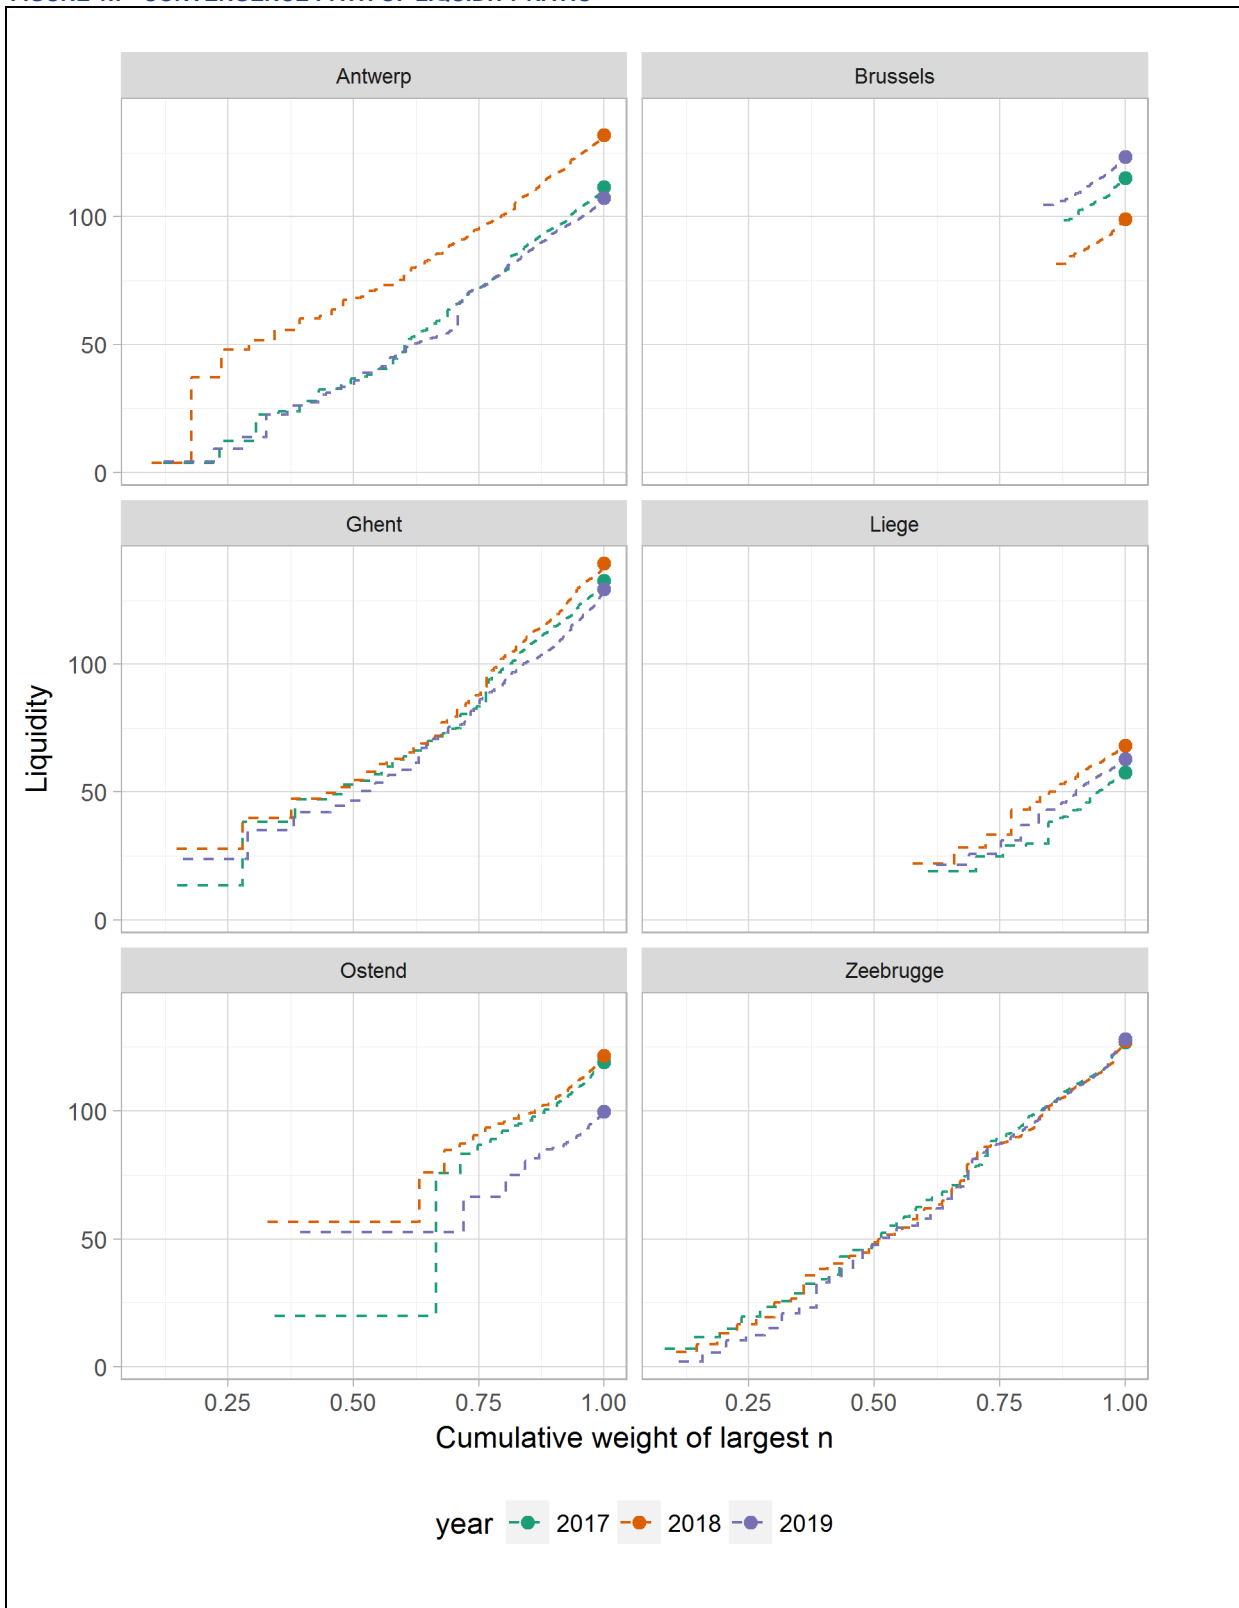 Antwerp
Brussels
100
50
0
Ghent
Liege
100
50
0
Ostend
Zeebrugge
100
50
0
0.25 0.50 0.75 1.00 0.25 0.50 0.75 1.00
Liquidity
Cumulative weight of largest n
year 2017 2018 2019